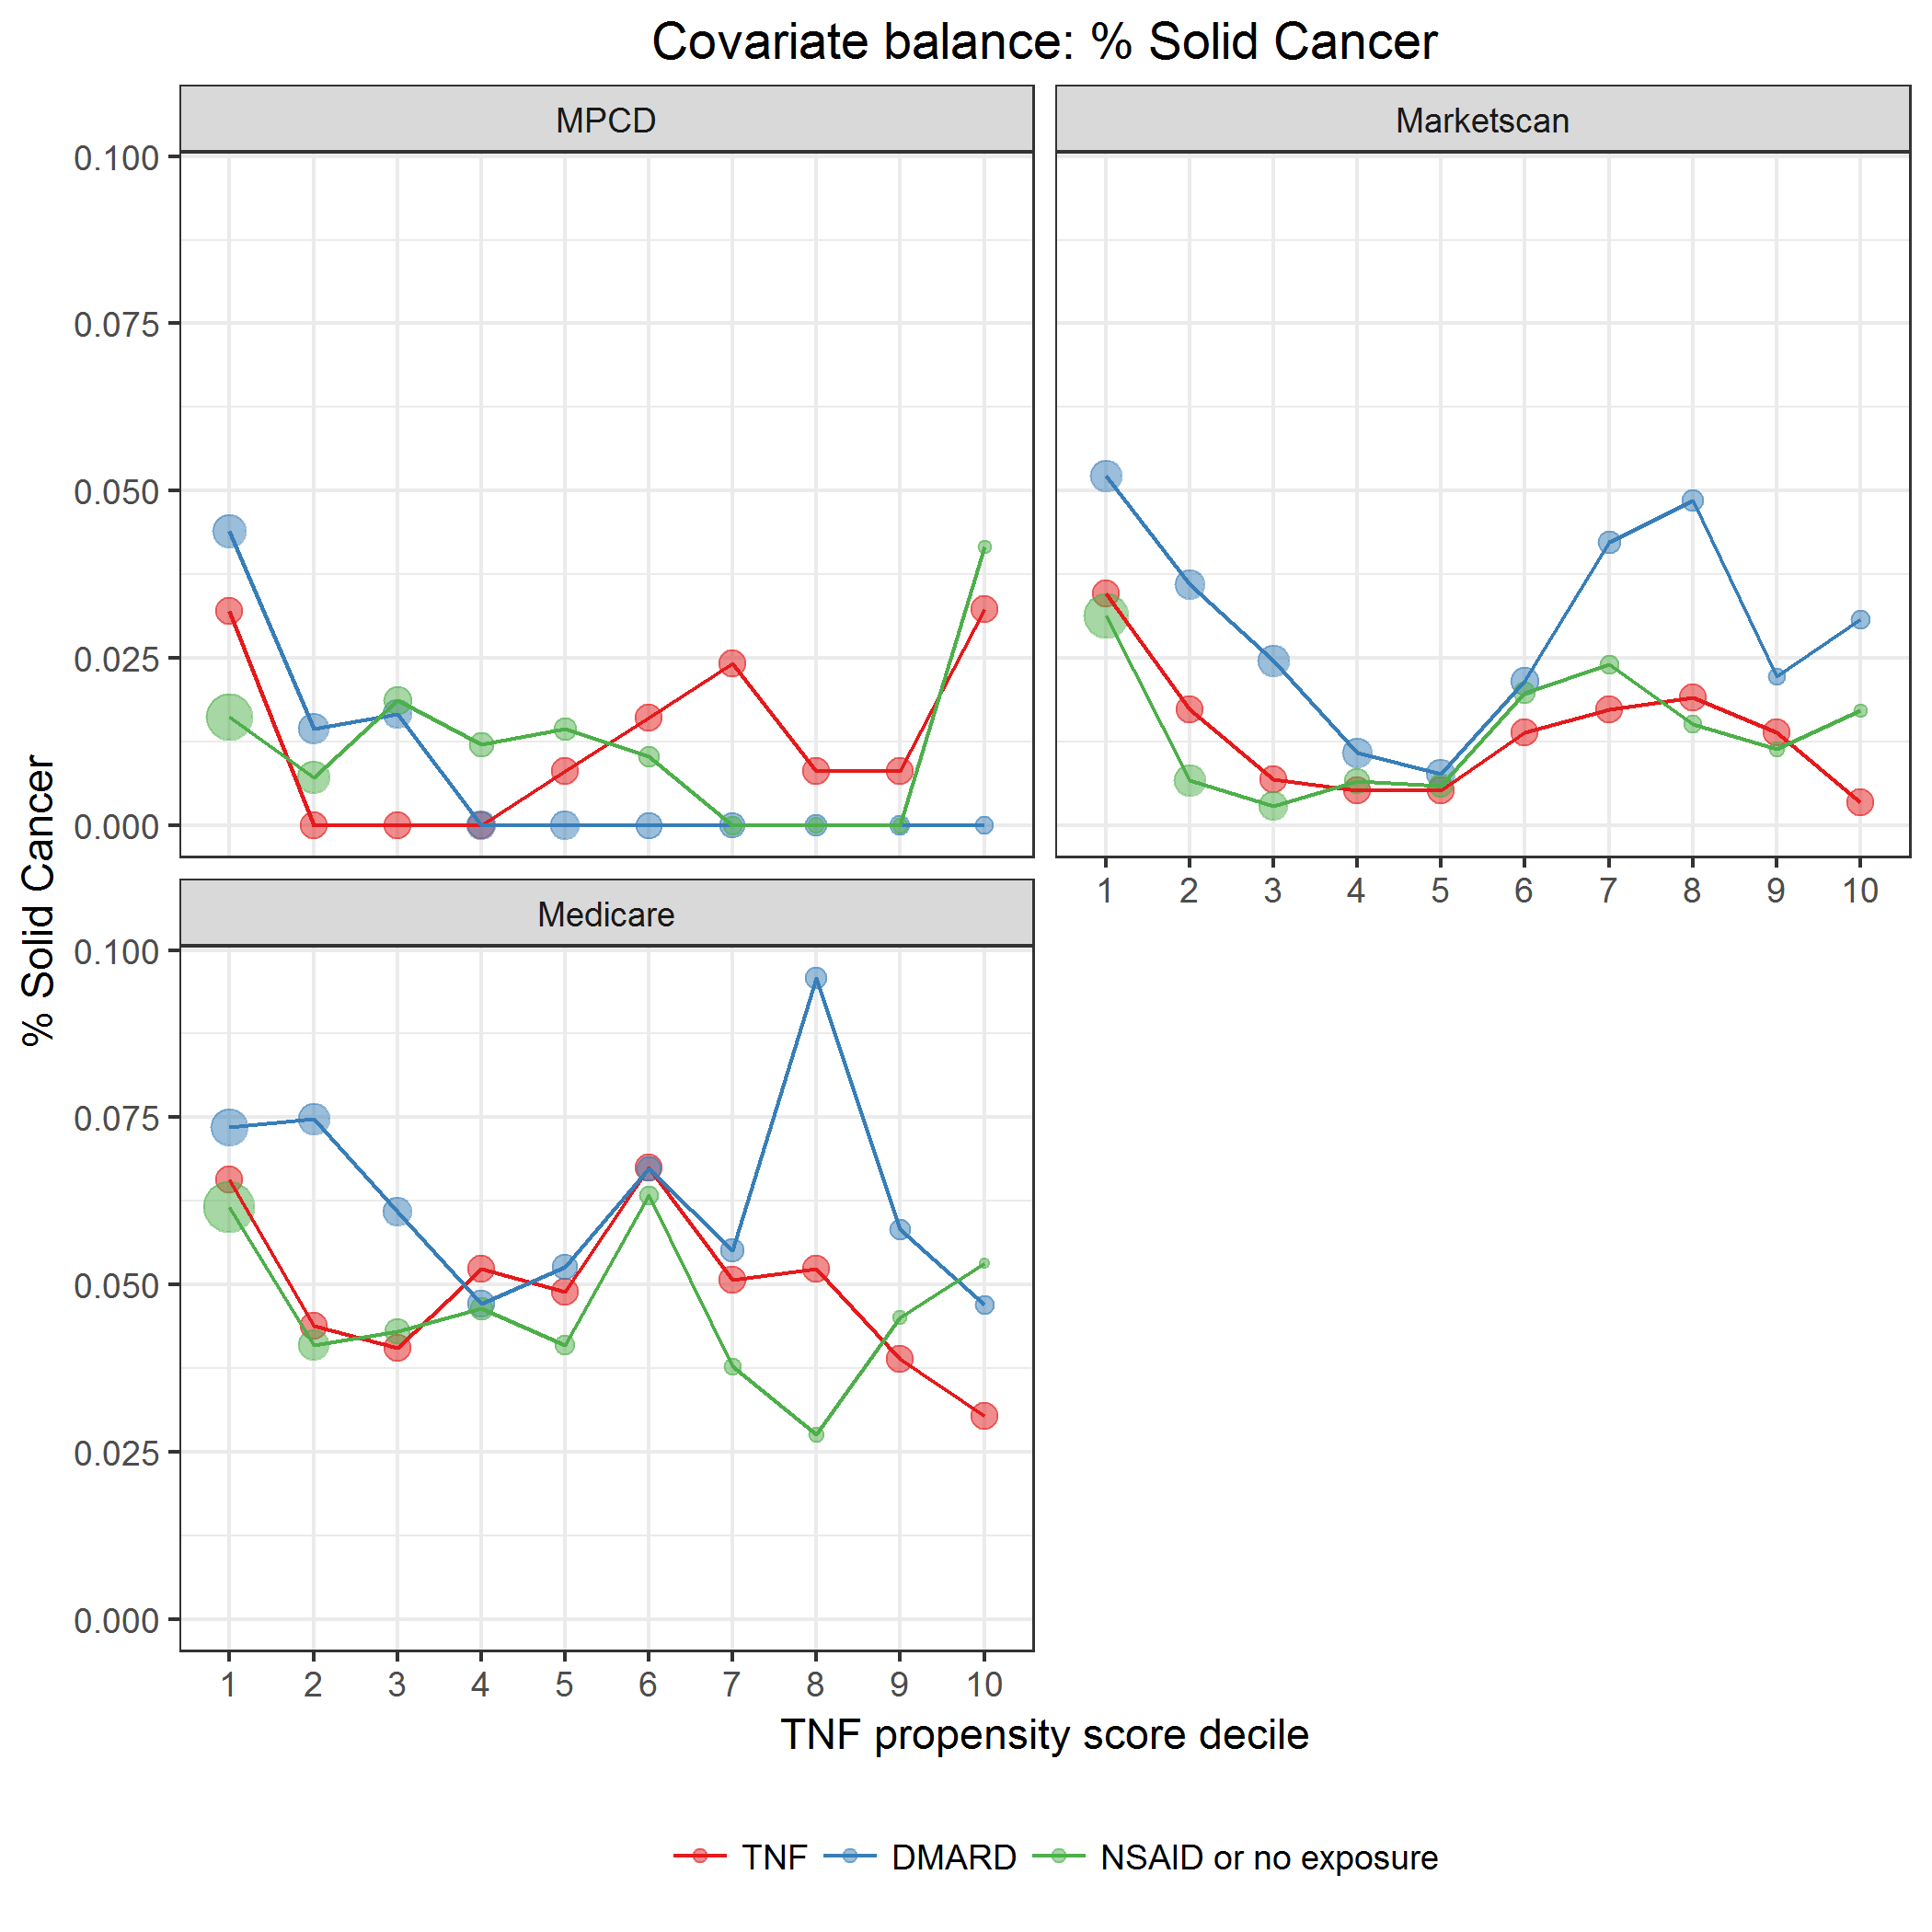 Covariate balance: % Solid Cancer
MPCD
Marketscan
0.100
0.075
0.050
0.025
0.000
1 2 3 4 5 6 7 8 9 10
% Solid Cancer
Medicare
0.100
0.075
0.050
0.025
0.000
1 2 3 4 5 6 7 8 9 10
TNF propensity score decile
TNF DMARD NSAID or no exposure